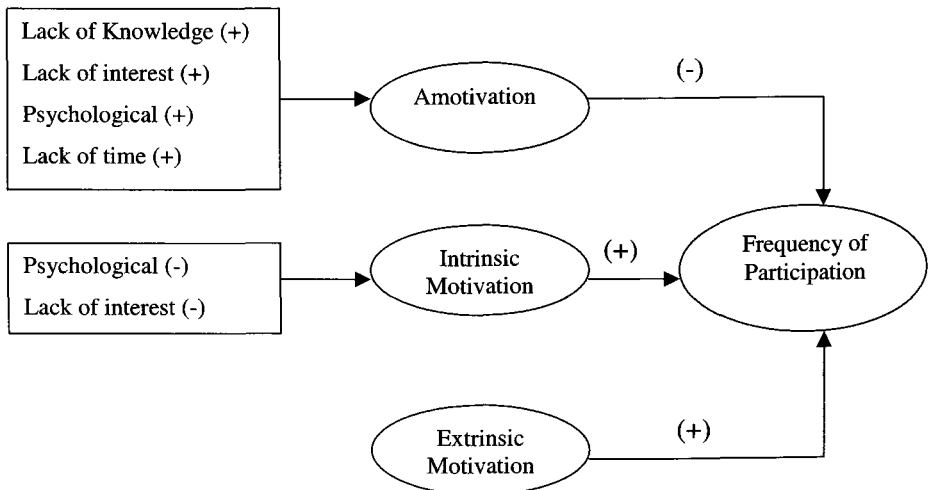 Lack of Knowledge (+)
Lack of interest (+)
Psychological (+)
Lack of time (+)
Amotivation
(-)
Psychological (-)
Lack of interest (-)
Intrinsic
Motivation
(+)
Frequency of
Participation
Extrinsic
Motivation
(+)